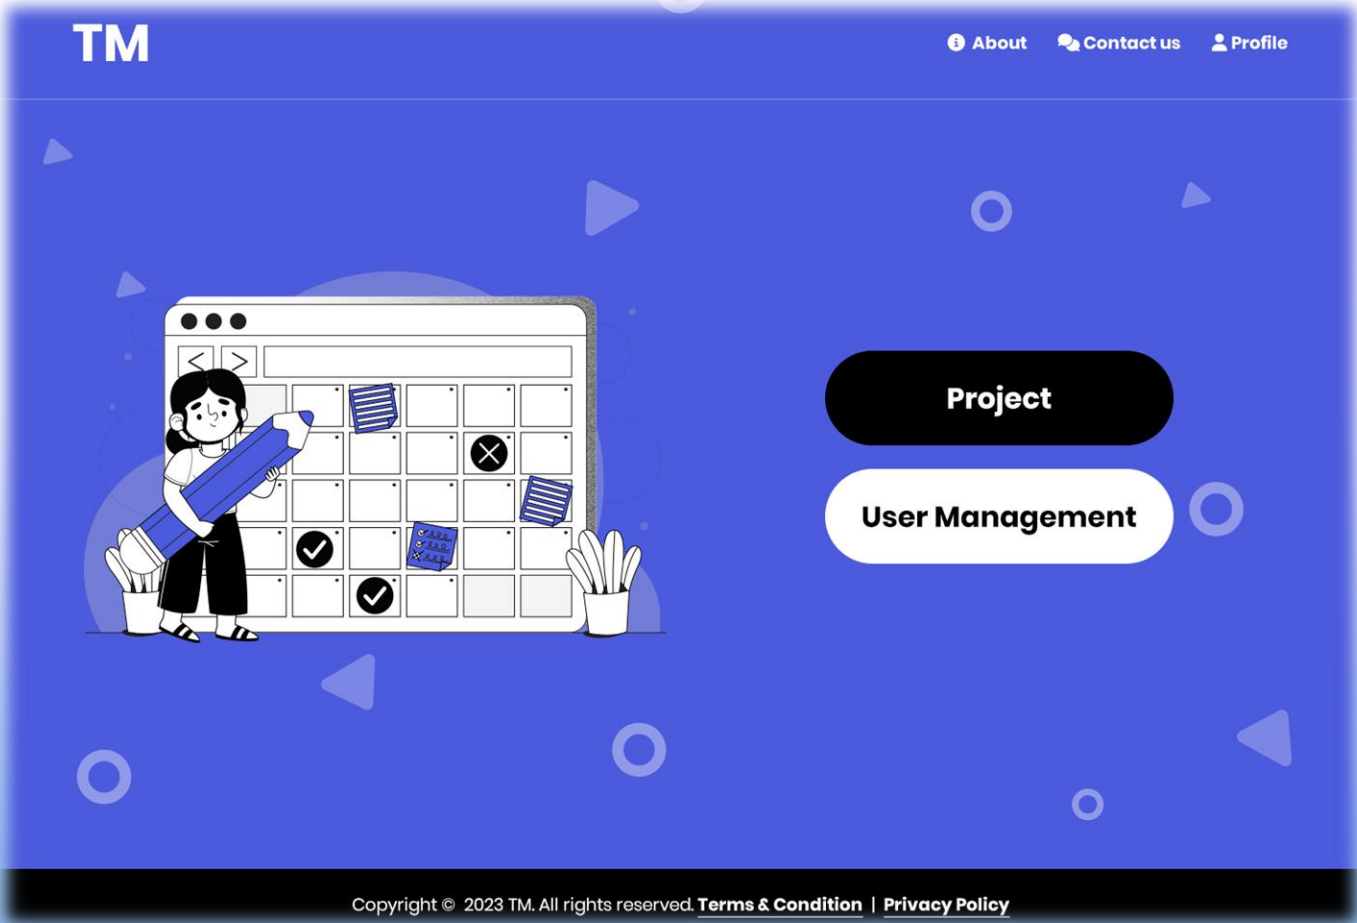 TM
About Contact us Profile
Project
User Management
Copyright © 2023 TM. All rights reserved. Terms & Condition | Privacy Policy